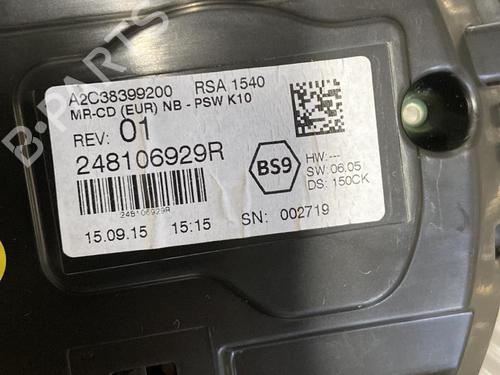 B-PARTS
A2C38399200 RSA 1540
MR-CD (EUR) NB - PSW K10
REV: 01
248106929R
BS9
HW:---
SW: 06.05
DS: 150CK
248106929R
15.09.15 15:15 SN: 002719